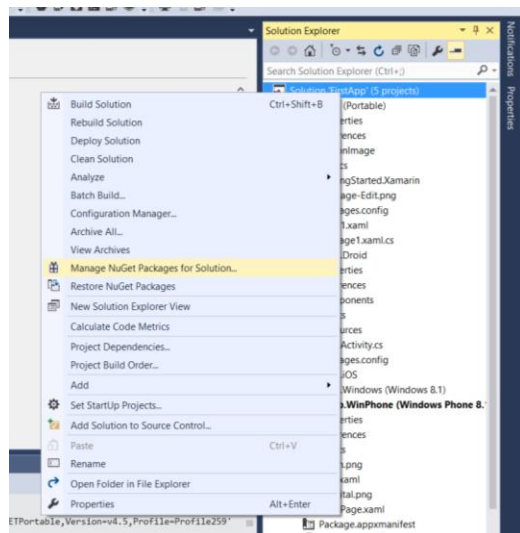 Solution Explorer
Search Solution Explorer (Ctrl+;)
Notifications
Properties
Solution 'FirstApp' (5 projects)
Build Solution Ctrl+Shift+B
Rebuild Solution
Deploy Solution
Clean Solution
Analyze
Batch Build...
Configuration Manager...
Archive All...
View Archives
Manage NuGet Packages for Solution...
Restore NuGet Packages
New Solution Explorer View
Calculate Code Metrics
Project Dependencies...
Project Build Order...
Add
Set StartUp Projects...
Add Solution to Source Control...
Paste Ctrl+V
Rename
Open Folder in File Explorer
Properties Alt+Enter
(Portable)
erties
ences
onImage
cs
ngStarted.Xamarin
age-Edit.png
ages.config
1.xaml
age1.xaml.cs
.Droid
erties
ences
ponents
s
urces
Activity.cs
ages.config
.iOS
.Windows (Windows 8.1)
.WinPhone (Windows Phone 8.
erties
ences
s
.png
xaml
ital.png
Page.xaml
Package.appxmanifest
ETPortable,Version=v4.5,Profile=Profile259'